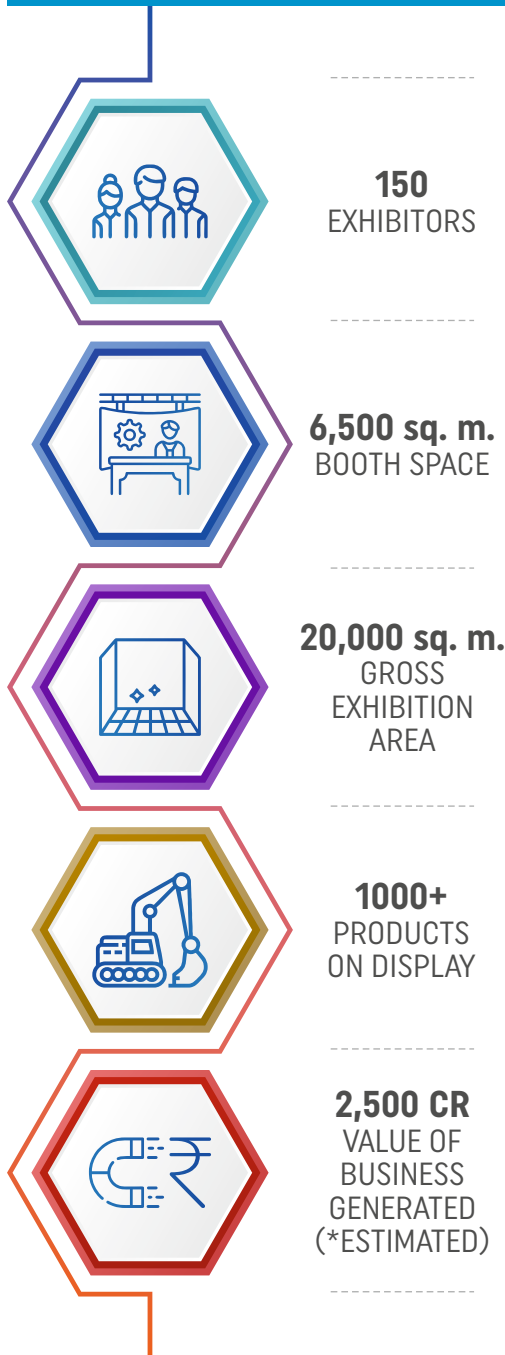 150
EXHIBITORS
6,500 sq. m.
BOOTH SPACE
20,000 sq. m.
GROSS
EXHIBITION
AREA
1000+
PRODUCTS
ON DISPLAY
2,500 CR
VALUE OF
BUSINESS
GENERATED
(*ESTIMATED)
₹